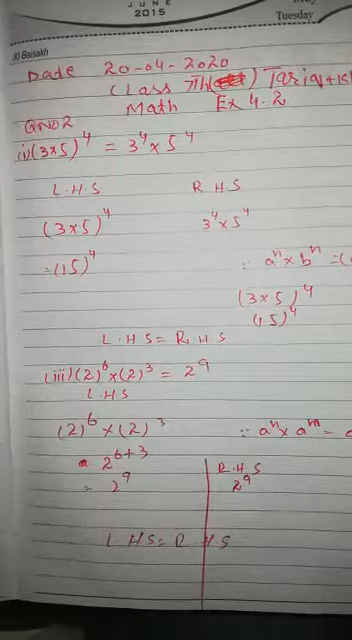 JUNE
2015
Tuesday
30 Baisakh
Date 20-04-2020
Class 7th
Math Ex 4.2
Q NO 2
i) (3×5)⁴ = 3⁴ × 5⁴
L.H.S R H S
(3×5)⁴ 3⁴×5⁴
=(15)⁴ ∵ aⁿ × bⁿ = (
(3×5)⁴
(15)⁴
L.H.S = R.H.S
(iii) (2)⁶ × (2)³ = 2⁹
L.H.S
(2)⁶ × (2)³ ∵ aⁿ × aᵐ =
= 2⁶⁺³ R.H.S
= 2⁹ 2⁹
L.H.S = R.H.S